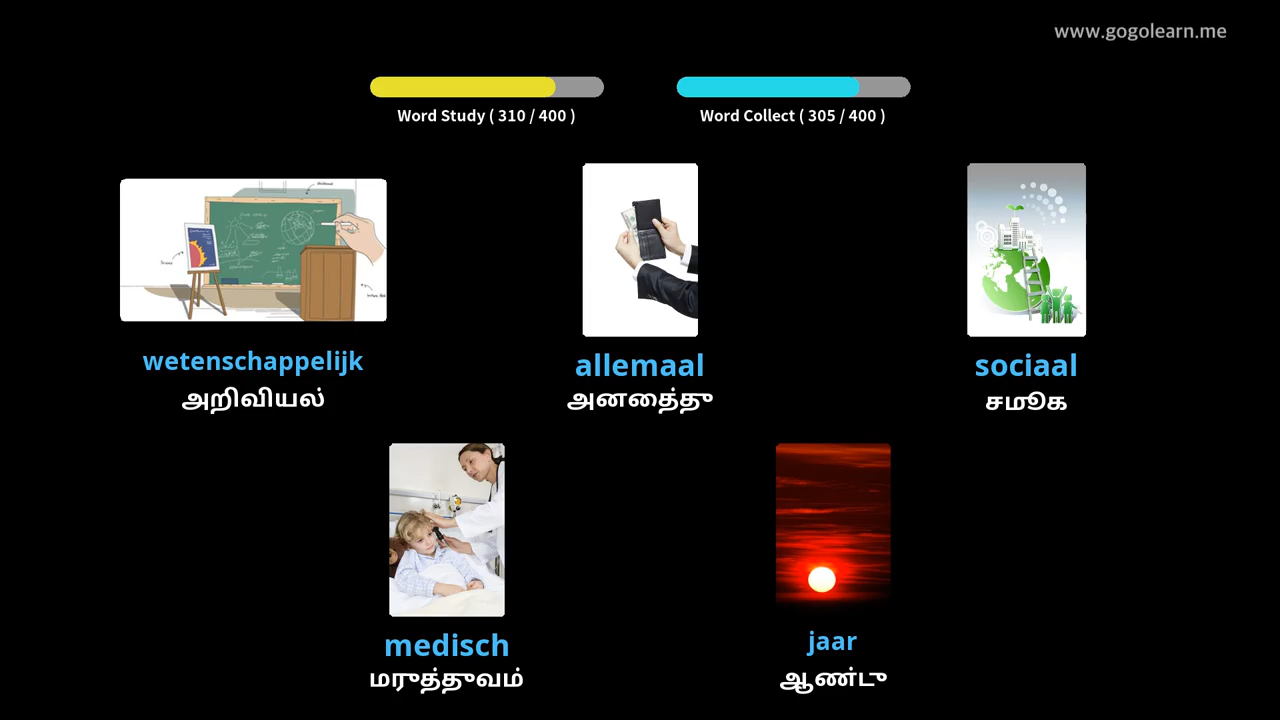 www.gogolearn.me
Word Study ( 310 / 400 )
Word Collect ( 305 / 400 )
wetenschappelijk
அறிவியல்
allemaal
அனைத்து
sociaal
சமூக
medisch
மருத்துவம்
jaar
ஆண்டு